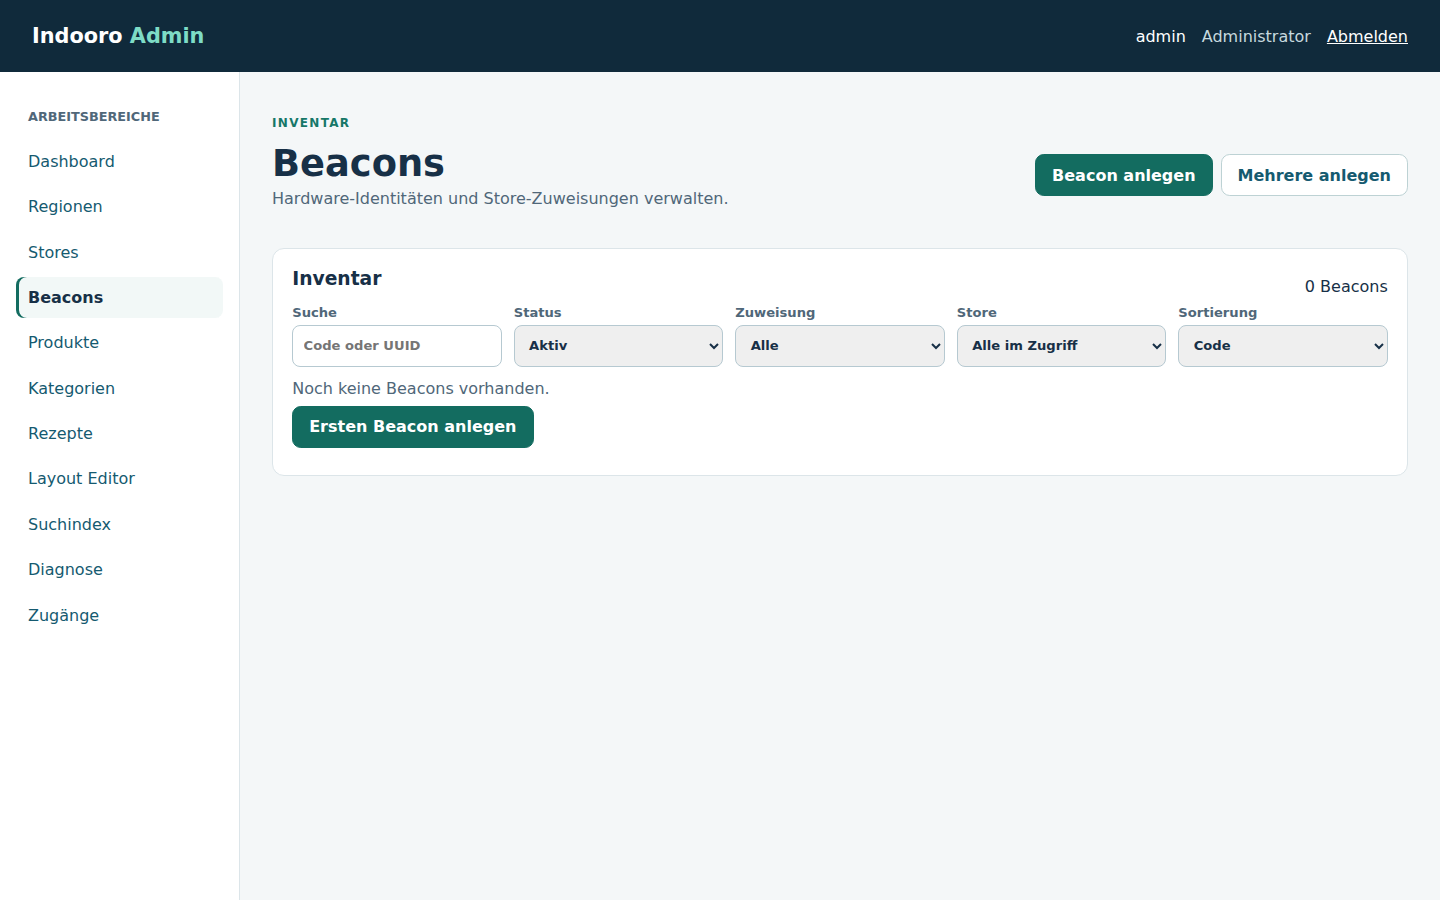 Indooro Admin
admin Administrator Abmelden
ARBEITSBEREICHE
Dashboard
Regionen
Stores
Beacons
Produkte
Kategorien
Rezepte
Layout Editor
Suchindex
Diagnose
Zugänge
INVENTAR
Beacons
Hardware-Identitäten und Store-Zuweisungen verwalten.
Beacon anlegen Mehrere anlegen
Inventar
0 Beacons
Suche Status Zuweisung Store Sortierung
Code oder UUID Aktiv Alle Alle im Zugriff Code
Noch keine Beacons vorhanden.
Ersten Beacon anlegen